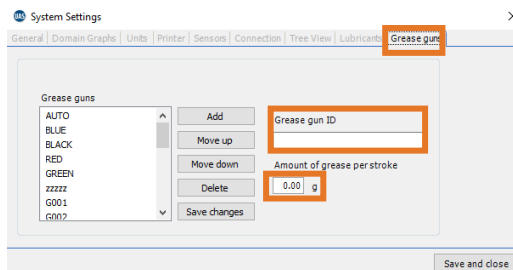 UAS System Settings
General Domain Graphs Units Printer Sensors Connection Tree View Lubricants Grease guns
Grease guns
AUTO
BLUE
BLACK
RED
GREEN
zzzzz
G001
G002
Add
Move up
Move down
Delete
Save changes
Grease gun ID
Amount of grease per stroke
0.00 g
Save and close